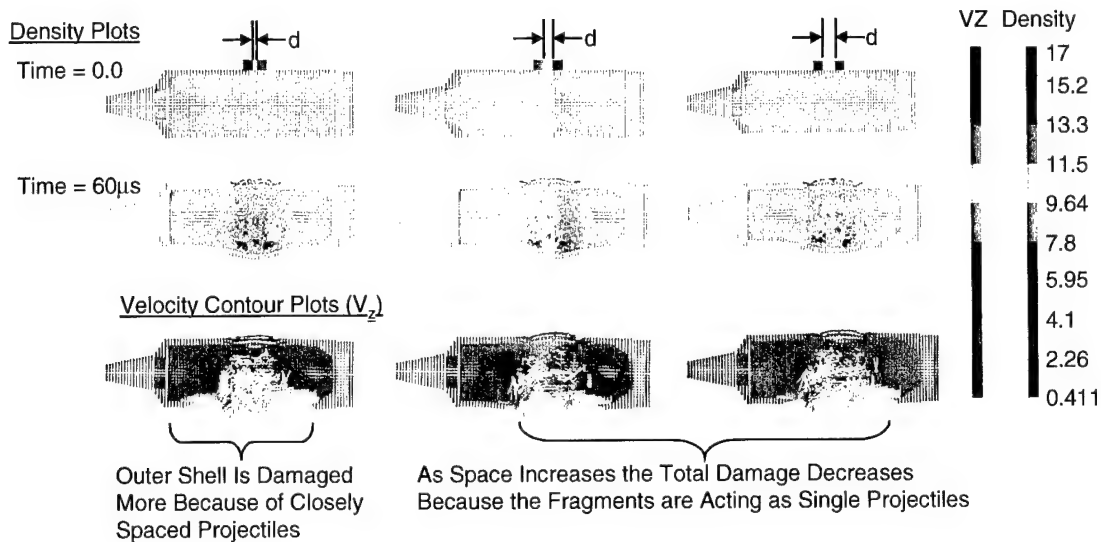 Density Plots
Time = 0.0
d
d
d
VZ Density
17
15.2
13.3
11.5
9.64
7.8
5.95
4.1
2.26
0.411
Time = 60μs
Velocity Contour Plots (Vz)
Outer Shell Is Damaged
More Because of Closely
Spaced Projectiles
As Space Increases the Total Damage Decreases
Because the Fragments are Acting as Single Projectiles